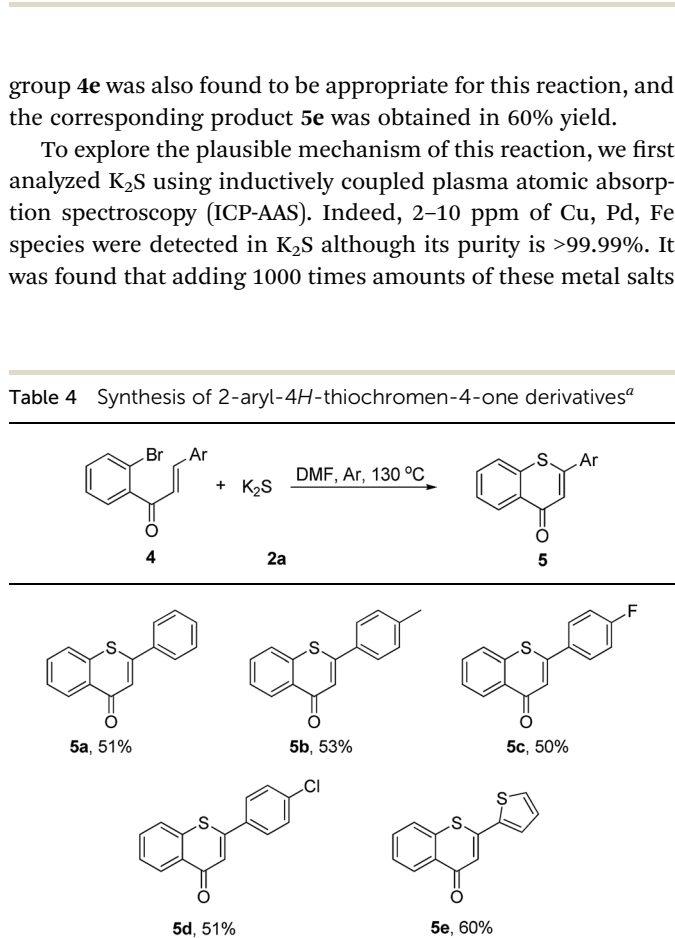 group 4e was also found to be appropriate for this reaction, and
the corresponding product 5e was obtained in 60% yield.
To explore the plausible mechanism of this reaction, we first
analyzed K₂S using inductively coupled plasma atomic absorp-
tion spectroscopy (ICP-AAS). Indeed, 2–10 ppm of Cu, Pd, Fe
species were detected in K₂S although its purity is >99.99%. It
was found that adding 1000 times amounts of these metal salts
Table 4 Synthesis of 2-aryl-4H-thiochromen-4-one derivativesᵃ
Br Ar
O
4
+ K₂S
2a
DMF, Ar, 130 °C
S Ar
O
5
S
O
5a, 51%
S
O
5b, 53%
S
F
O
5c, 50%
S
Cl
O
5d, 51%
S
S
O
5e, 60%